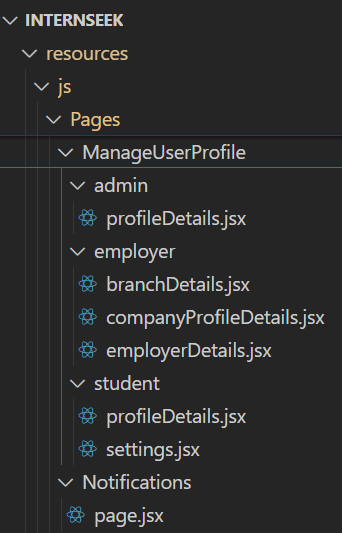 INTERNSEEK
resources
js
Pages
ManageUserProfile
admin
profileDetails.jsx
employer
branchDetails.jsx
companyProfileDetails.jsx
employerDetails.jsx
student
profileDetails.jsx
settings.jsx
Notifications
page.jsx